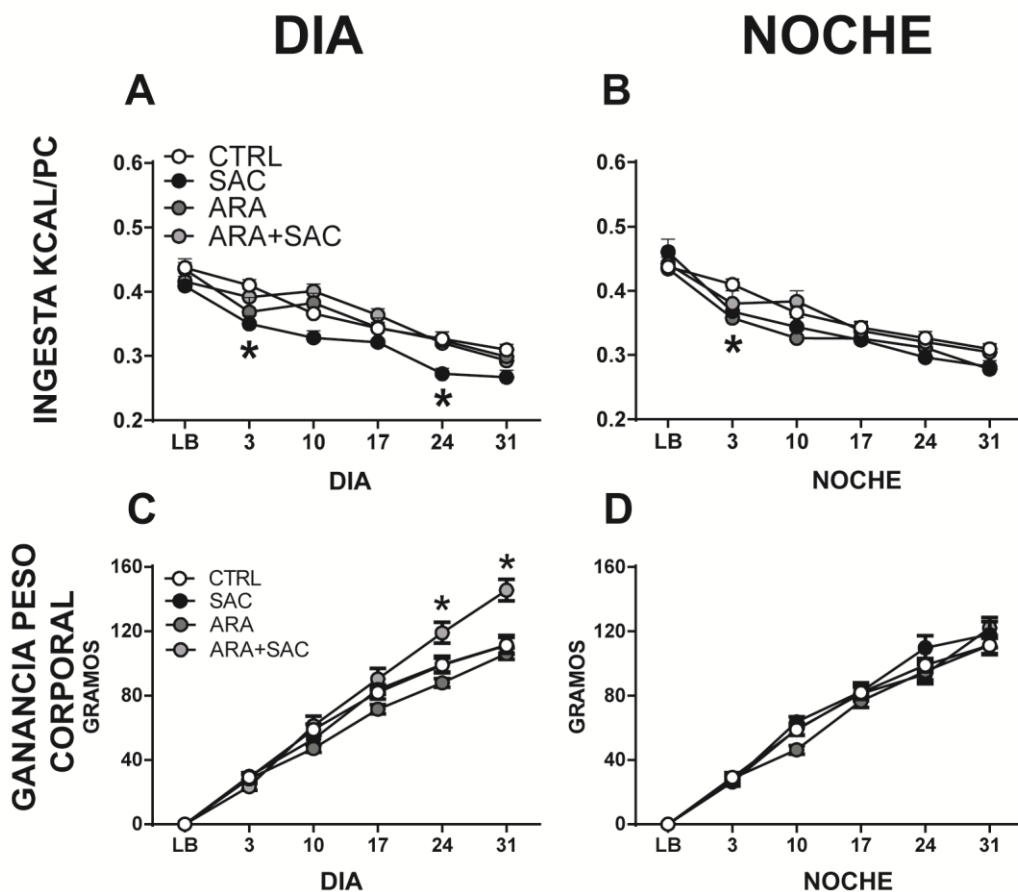 DIA
NOCHE
A
B
INGESTA KCAL/PC
0.6
0.5
0.4
0.3
0.2
CTRL
SAC
ARA
ARA+SAC
*
*
LB 3 10 17 24 31
DIA
0.6
0.5
0.4
0.3
0.2
*
LB 3 10 17 24 31
NOCHE
C
D
GANANCIA PESO
CORPORAL
GRAMOS
160
120
80
40
0
CTRL
SAC
ARA
ARA+SAC
*
*
LB 3 10 17 24 31
DIA
GRAMOS
160
120
80
40
0
LB 3 10 17 24 31
NOCHE